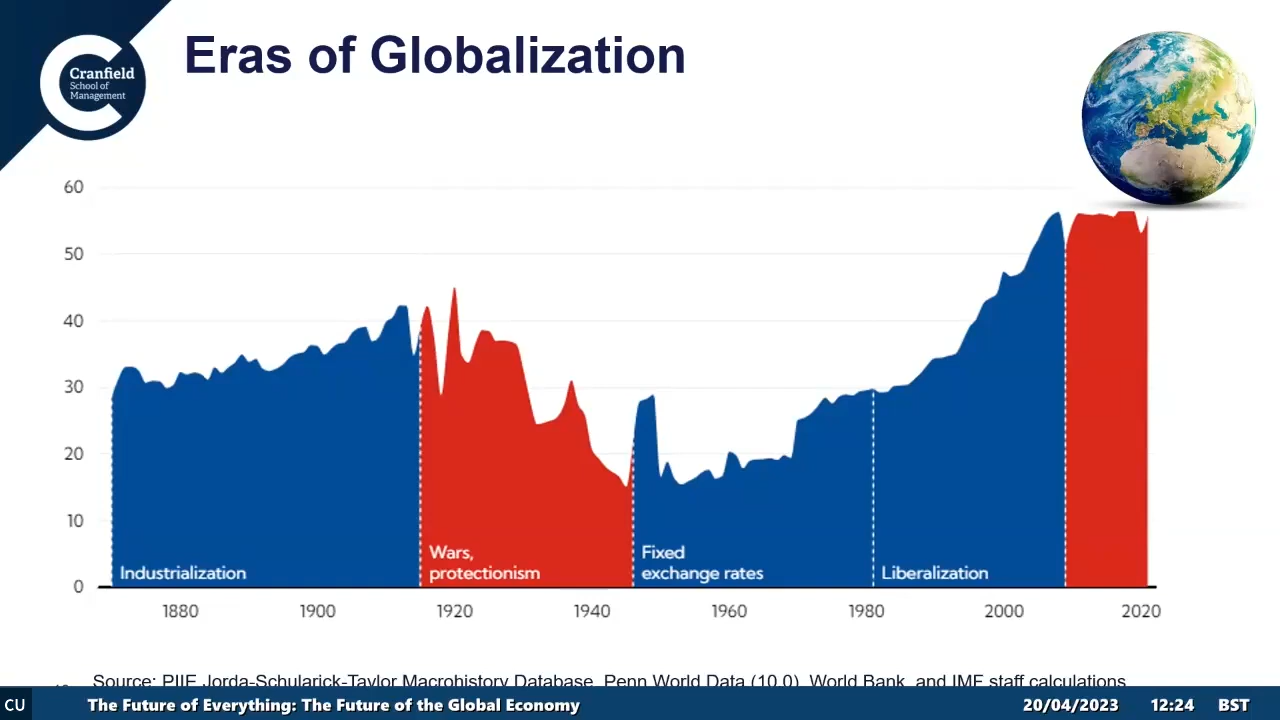 Cranfield
School of
Management
Eras of Globalization
60
50
40
30
20
10
0
Industrialization
Wars,
protectionism
Fixed
exchange rates
Liberalization
1880
1900
1920
1940
1960
1980
2000
2020
Source: PIIE, Jorda-Schularick-Taylor Macrohistory Database, Penn World Data (10.0), World Bank, and IMF staff calculations
CU
The Future of Everything: The Future of the Global Economy
20/04/2023
12:24
BST